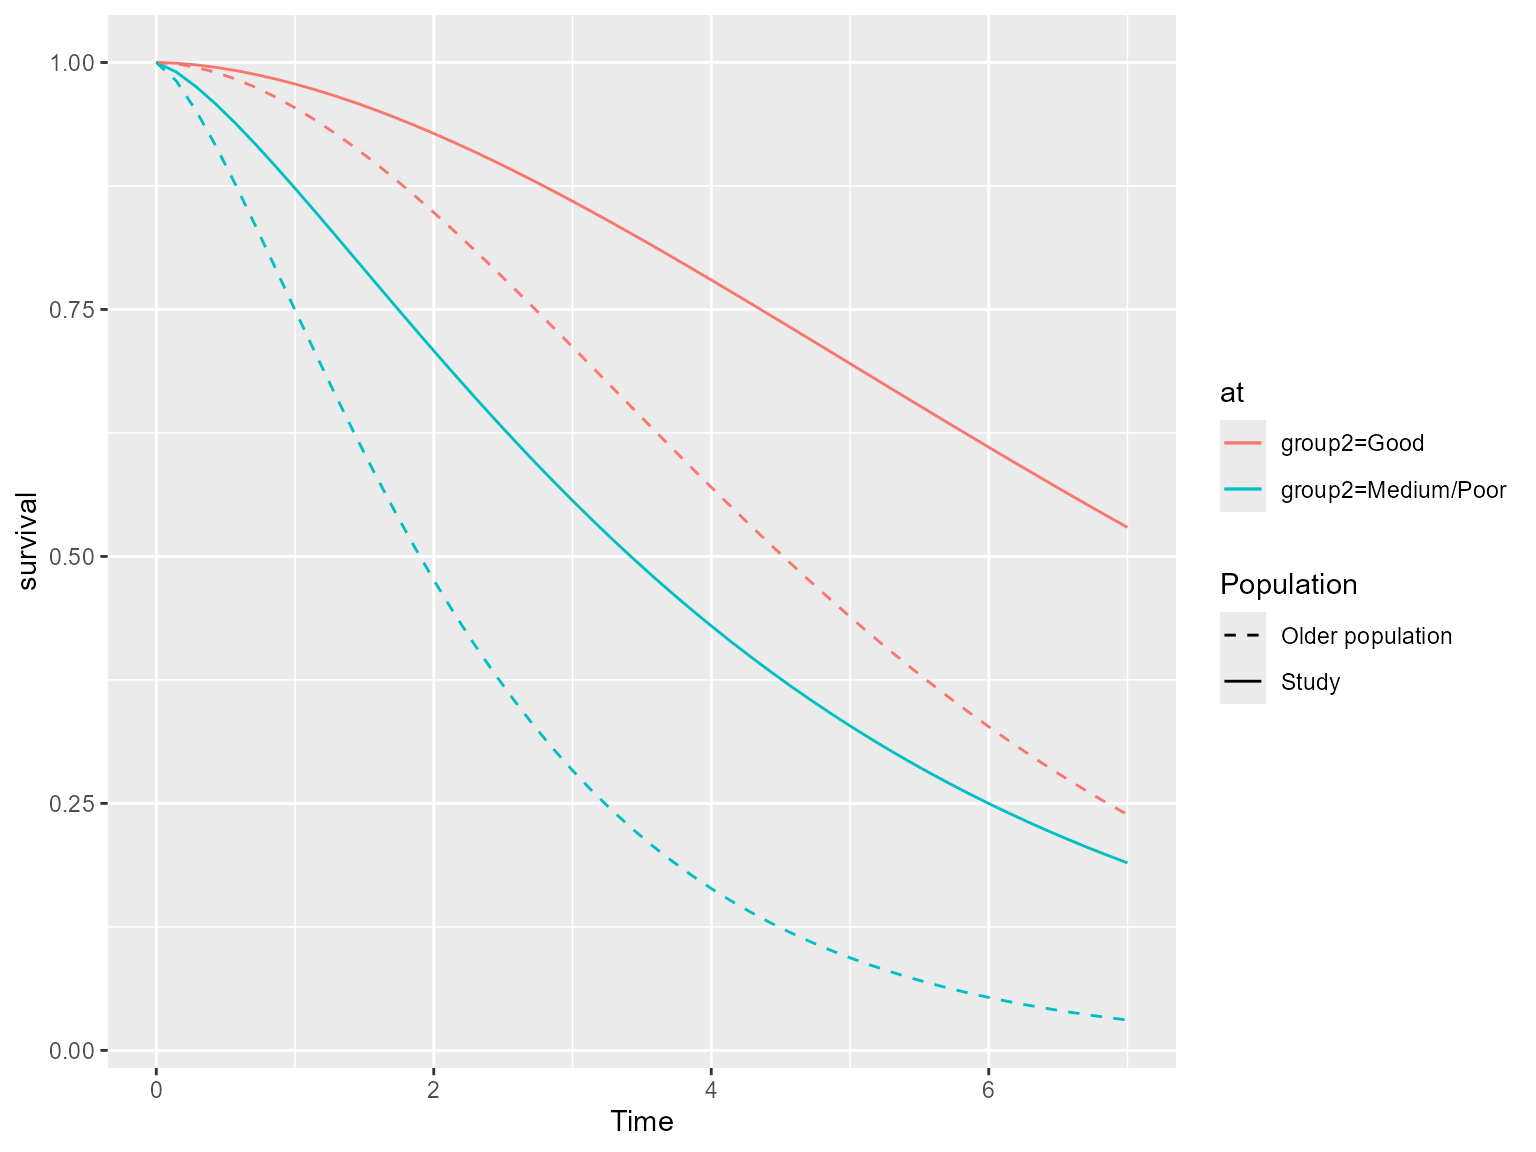 1.00
0.75
0.50
0.25
0.00
survival
0
2
4
6
Time
at
group2=Good
group2=Medium/Poor
Population
Older population
Study